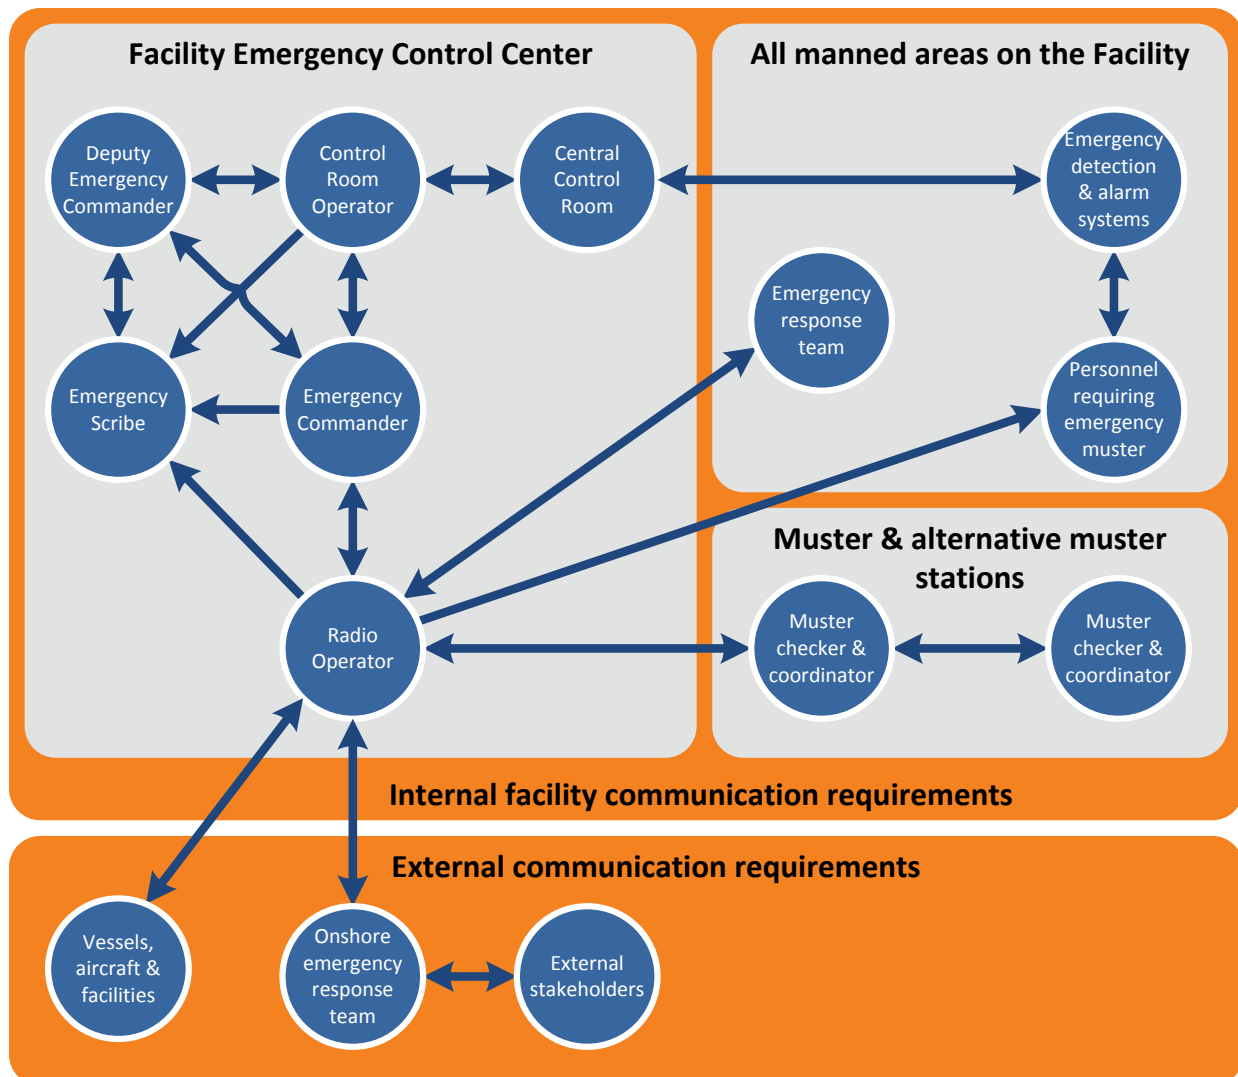 Facility Emergency Control Center
All manned areas on the Facility
Deputy
Emergency
Commander
Control
Room
Operator
Central
Control
Room
Emergency
detection
& alarm
systems
Emergency
response
team
Emergency
Scribe
Emergency
Commander
Personnel
requiring
emergency
muster
Muster & alternative muster
stations
Radio
Operator
Muster
checker &
coordinator
Muster
checker &
coordinator
Internal facility communication requirements
External communication requirements
Vessels,
aircraft &
facilities
Onshore
emergency
response
team
External
stakeholders